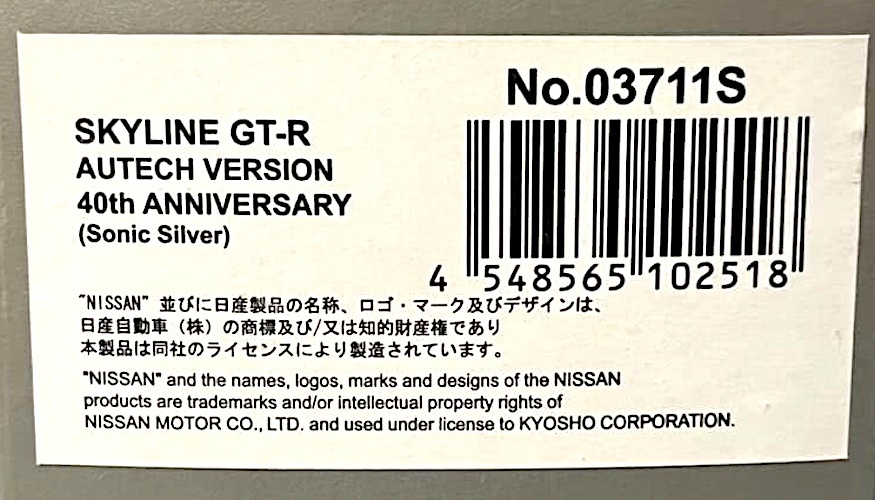 No.03711S
SKYLINE GT-R
AUTECH VERSION
40th ANNIVERSARY
(Sonic Silver)
4 548565 102518
"NISSAN" 並びに日産製品の名称、ロゴ・マーク及びデザインは、
日産自動車（株）の商標及び/又は知的財産権であり
本製品は同社のライセンスにより製造されています。
"NISSAN" and the names, logos, marks and designs of the NISSAN
products are trademarks and/or intellectual property rights of
NISSAN MOTOR CO., LTD. and used under license to KYOSHO CORPORATION.